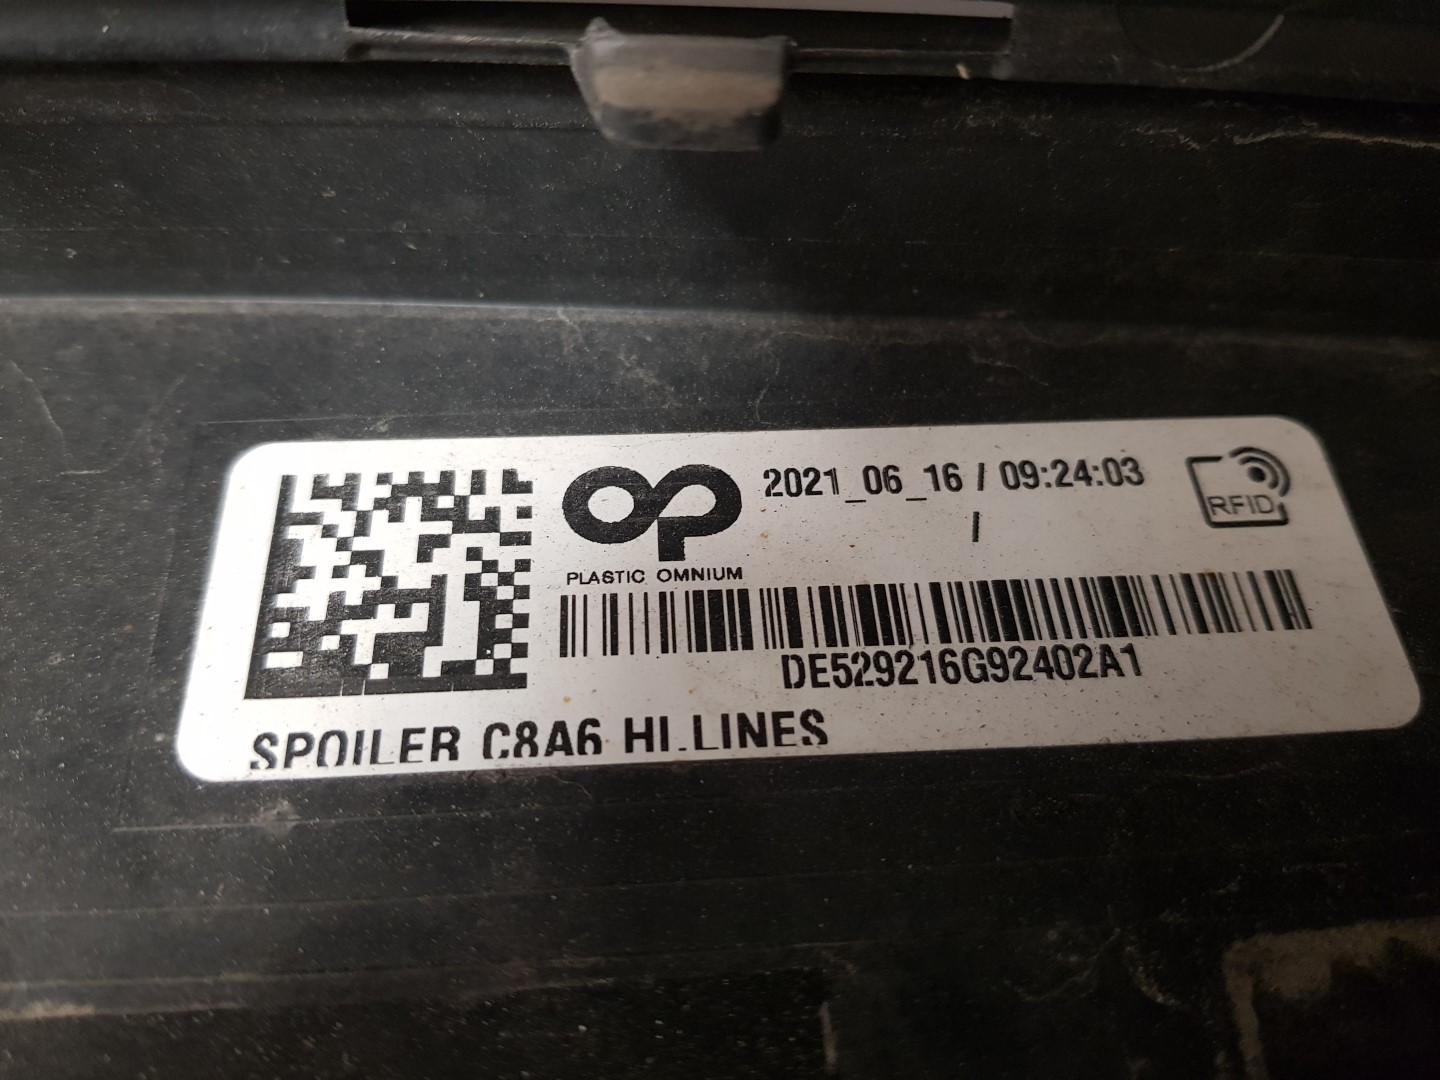 2021_06_16 / 09:24:03
/
RFID
PLASTIC OMNIUM
DE529216G92402A1
SPOILER C8A6 HI.LINES